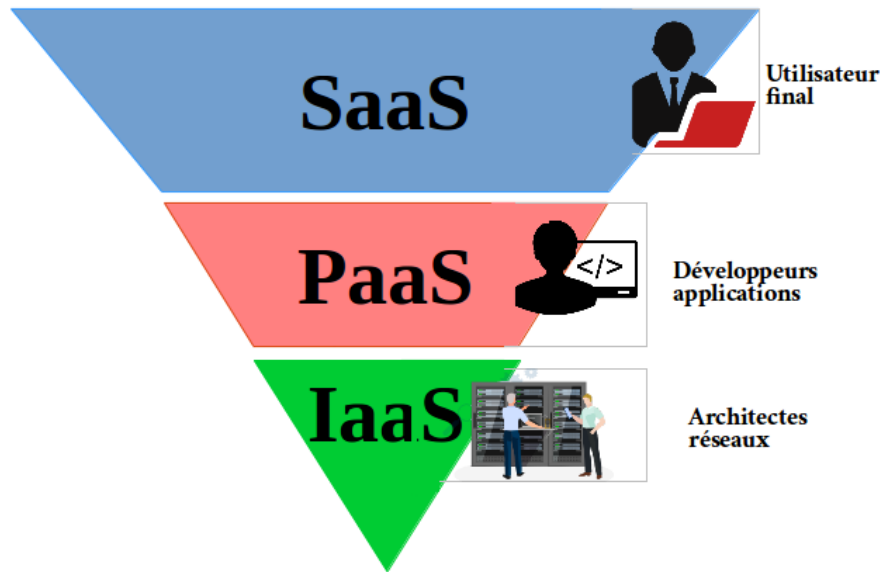 SaaS
Utilisateur
final
PaaS
</>
Développeurs
applications
IaaS
Architectes
réseaux